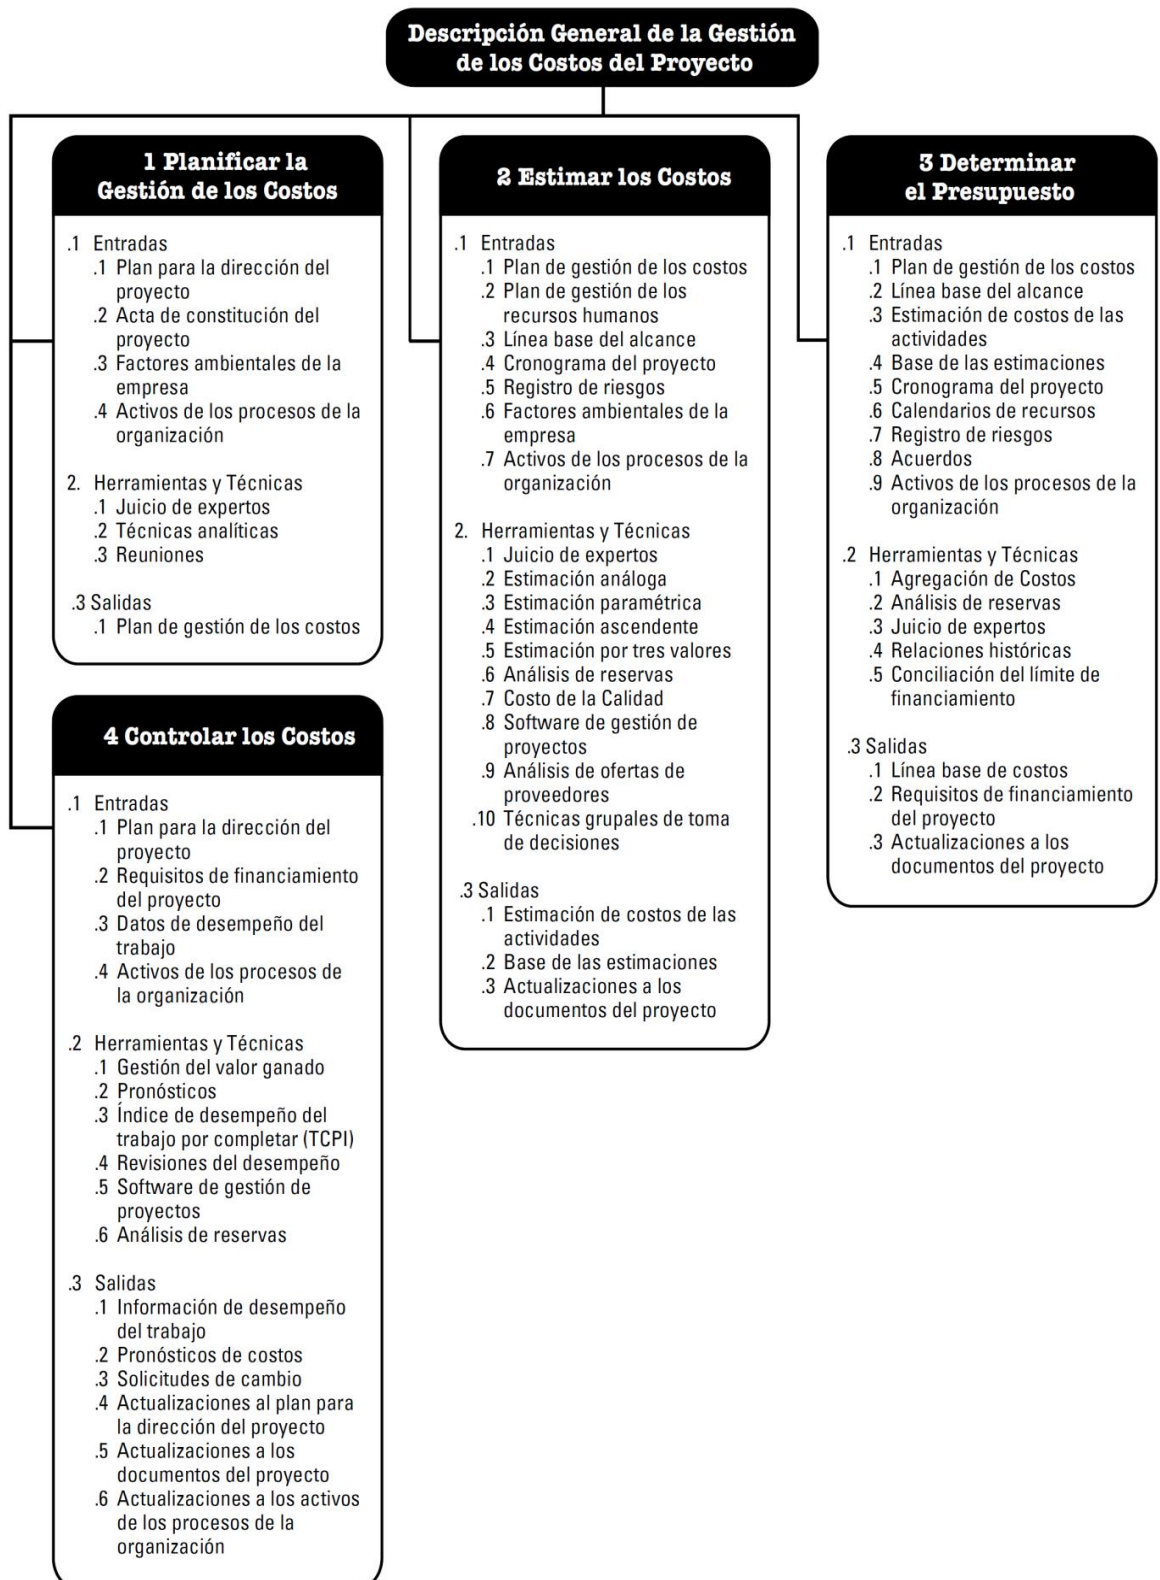 Descripción General de la Gestión
de los Costos del Proyecto
1 Planificar la
Gestión de los Costos
.1 Entradas
.1 Plan para la dirección del
proyecto
.2 Acta de constitución del
proyecto
.3 Factores ambientales de la
empresa
.4 Activos de los procesos de la
organización
2. Herramientas y Técnicas
.1 Juicio de expertos
.2 Técnicas analíticas
.3 Reuniones
.3 Salidas
.1 Plan de gestión de los costos
2 Estimar los Costos
.1 Entradas
.1 Plan de gestión de los costos
.2 Plan de gestión de los
recursos humanos
.3 Línea base del alcance
.4 Cronograma del proyecto
.5 Registro de riesgos
.6 Factores ambientales de la
empresa
.7 Activos de los procesos de la
organización
2. Herramientas y Técnicas
.1 Juicio de expertos
.2 Estimación análoga
.3 Estimación paramétrica
.4 Estimación ascendente
.5 Estimación por tres valores
.6 Análisis de reservas
.7 Costo de la Calidad
.8 Software de gestión de
proyectos
.9 Análisis de ofertas de
proveedores
.10 Técnicas grupales de toma
de decisiones
.3 Salidas
.1 Estimación de costos de las
actividades
.2 Base de las estimaciones
.3 Actualizaciones a los
documentos del proyecto
3 Determinar
el Presupuesto
.1 Entradas
.1 Plan de gestión de los costos
.2 Línea base del alcance
.3 Estimación de costos de las
actividades
.4 Base de las estimaciones
.5 Cronograma del proyecto
.6 Calendarios de recursos
.7 Registro de riesgos
.8 Acuerdos
.9 Activos de los procesos de la
organización
.2 Herramientas y Técnicas
.1 Agregación de Costos
.2 Análisis de reservas
.3 Juicio de expertos
.4 Relaciones históricas
.5 Conciliación del límite de
financiamiento
.3 Salidas
.1 Línea base de costos
.2 Requisitos de financiamiento
del proyecto
.3 Actualizaciones a los
documentos del proyecto
4 Controlar los Costos
.1 Entradas
.1 Plan para la dirección del
proyecto
.2 Requisitos de financiamiento
del proyecto
.3 Datos de desempeño del
trabajo
.4 Activos de los procesos de
la organización
.2 Herramientas y Técnicas
.1 Gestión del valor ganado
.2 Pronósticos
.3 Índice de desempeño del
trabajo por completar (TCPI)
.4 Revisiones del desempeño
.5 Software de gestión de
proyectos
.6 Análisis de reservas
.3 Salidas
.1 Información de desempeño
del trabajo
.2 Pronósticos de costos
.3 Solicitudes de cambio
.4 Actualizaciones al plan para
la dirección del proyecto
.5 Actualizaciones a los
documentos del proyecto
.6 Actualizaciones a los activos
de los procesos de la
organización